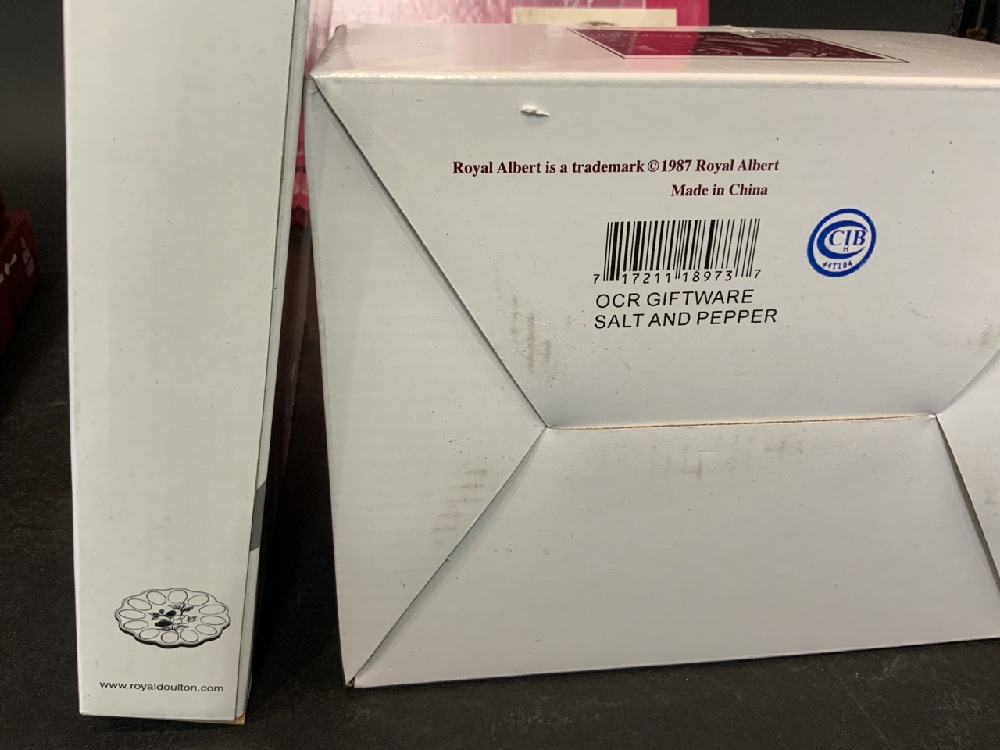 Royal Albert is a trademark ©1987 Royal Albert
Made in China
7 17211 18973 7
OCR GIFTWARE
SALT AND PEPPER
CIB
www.royaldoulton.com